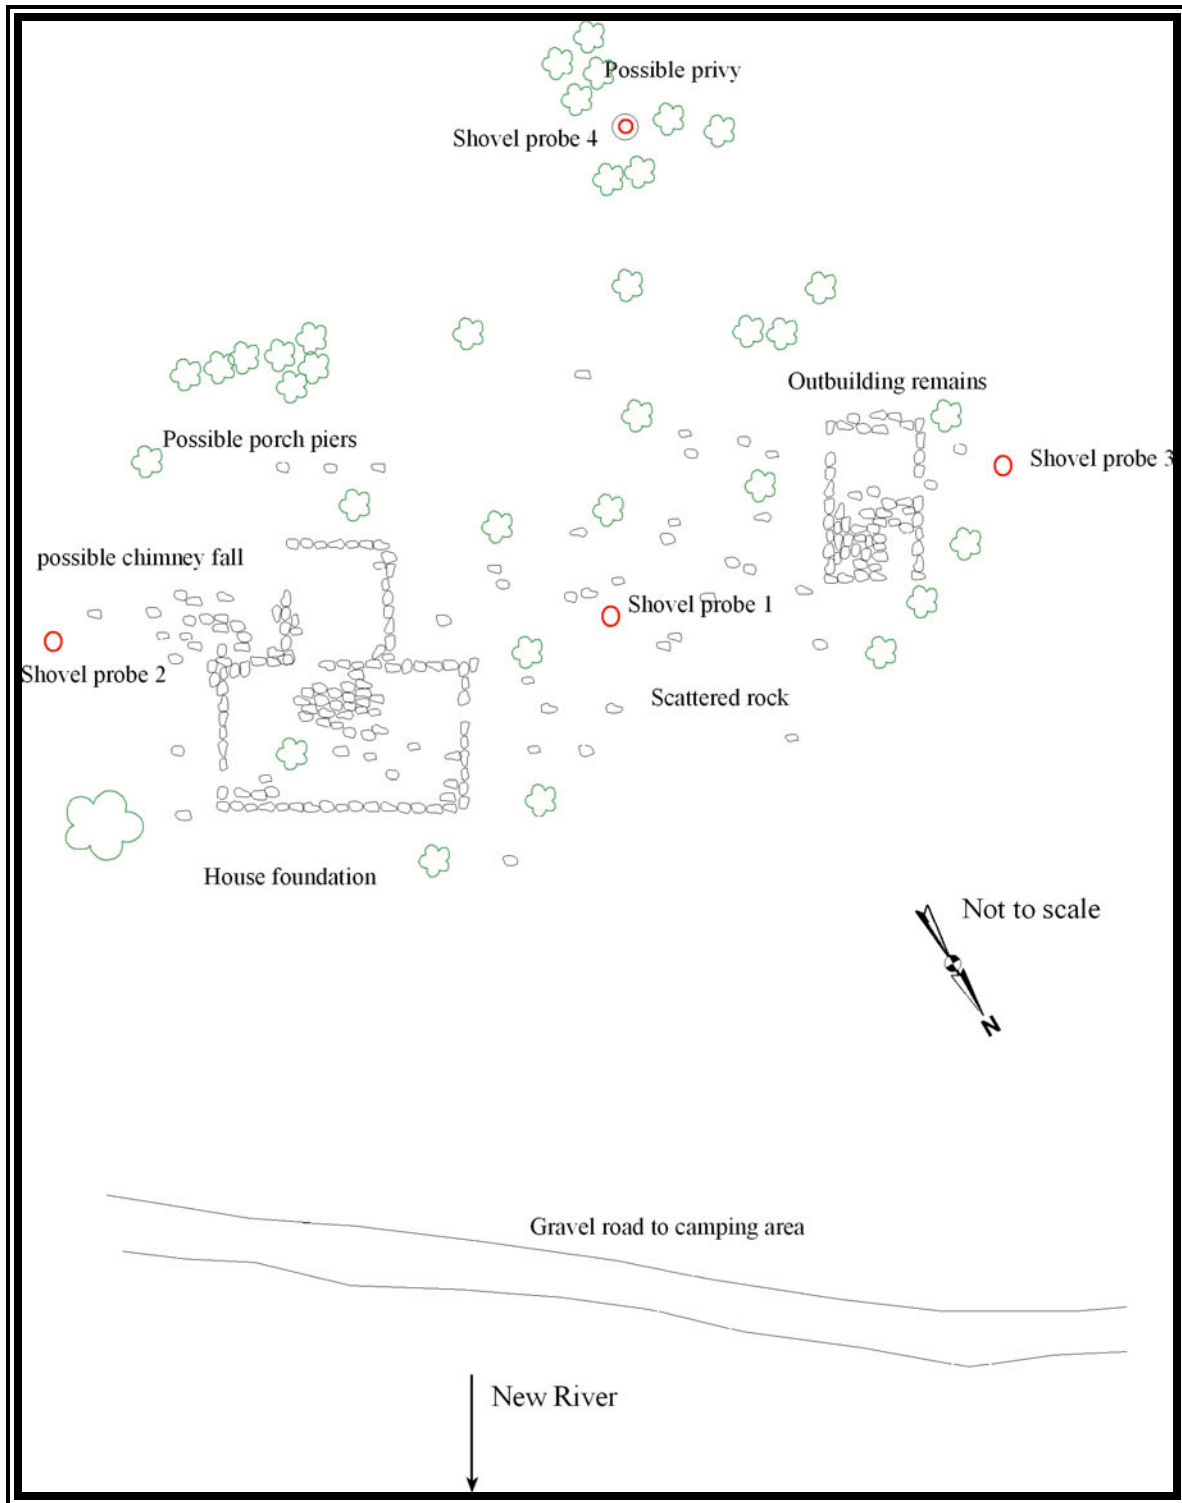 Possible privy
Shovel probe 4
Outbuilding remains
Possible porch piers
Shovel probe 3
possible chimney fall
Shovel probe 1
Shovel probe 2
Scattered rock
House foundation
Not to scale
N
Gravel road to camping area
New River